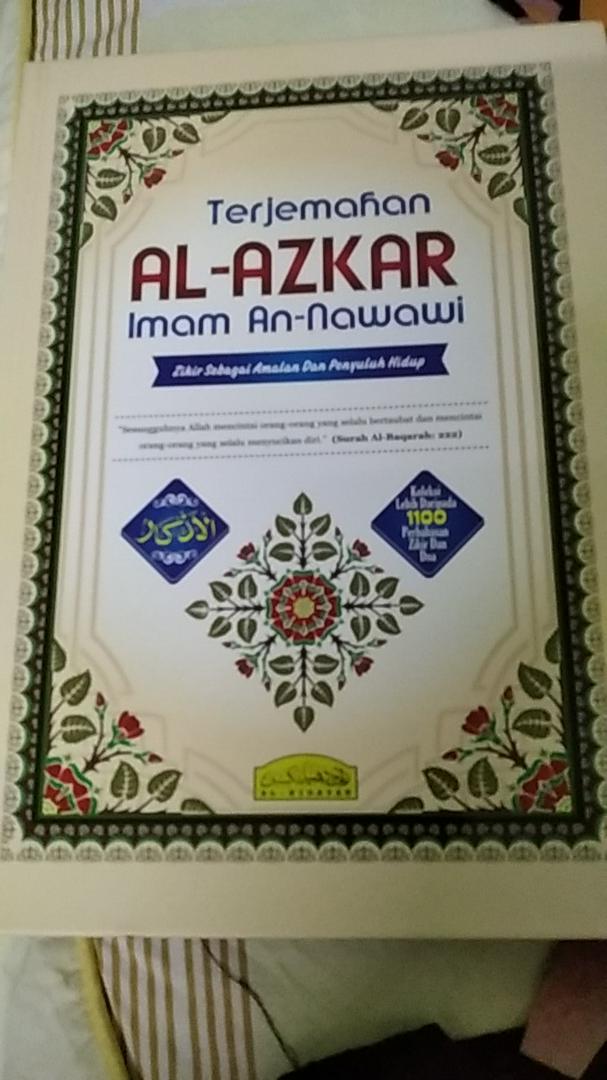 Terjemahan
AL-AZKAR
Imam An-Nawawi
Zikir Sebagai Amalan Dan Penyuluh Hidup
"Sesungguhnya Allah mencintai orang-orang yang selalu bertaubat dan mencintai
orang-orang yang selalu menyucikan diri." (Surah Al-Baqarah: 222)
الأذكار
Koleksi
Lebih Daripada
1100
Perbahasan
Zikir Dan
Doa
AL-HIDAYAH